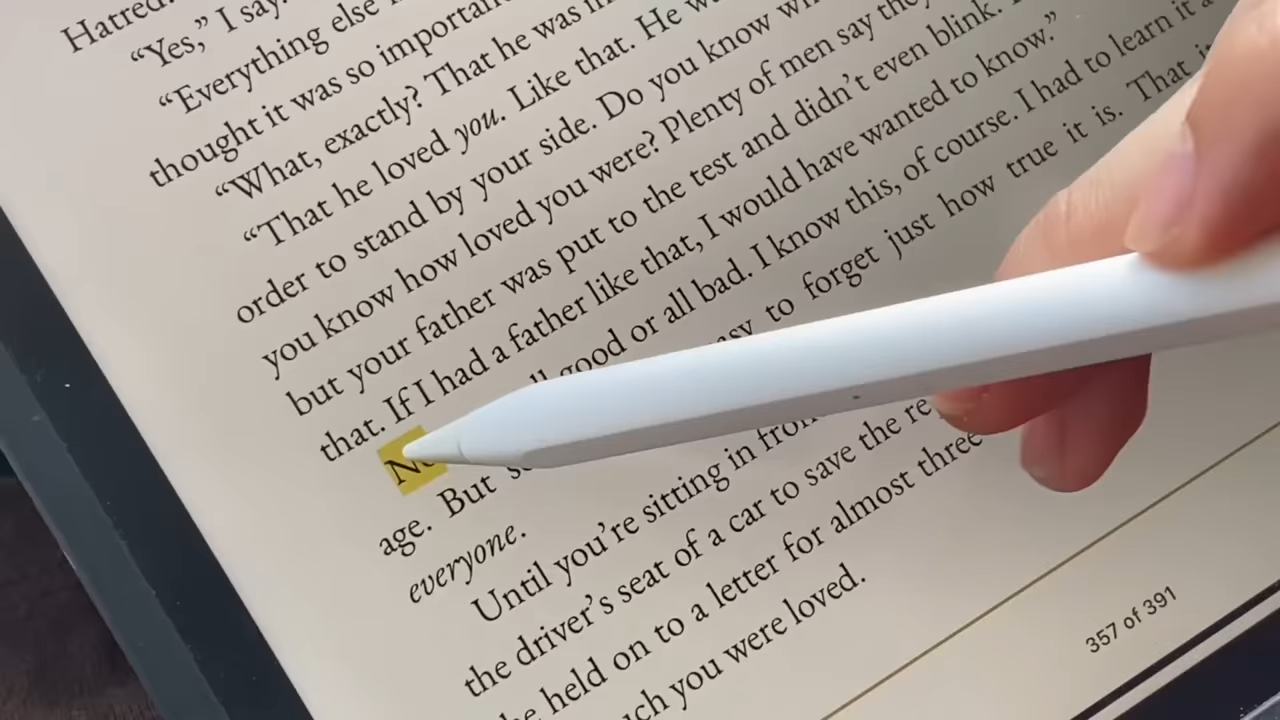 Hatred.
“Yes,” I say.
“Everything else
thought it was so important
“What, exactly? That he was in
“That he loved you. Like that. He
order to stand by your side. Do you know
you know how loved you were? Plenty of men say
but your father was put to the test and didn’t even blink.
that. If I had a father like that, I would have wanted to know.”
good or all bad. I know this, of course. I had to learn it
age. But to forget just how true it is. That
everyone.
Until you’re sitting in
the driver’s seat of a car to save the
he held on to a letter for almost three
you were loved.
357 of 391